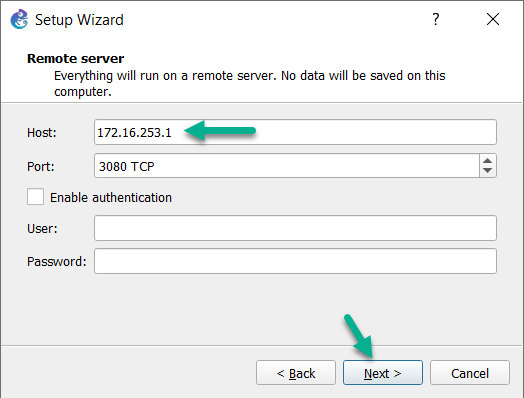 Setup Wizard
?
Remote server
Everything will run on a remote server. No data will be saved on this
computer.
Host: 172.16.253.1
Port: 3080 TCP
Enable authentication
User:
Password:
< Back Next > Cancel